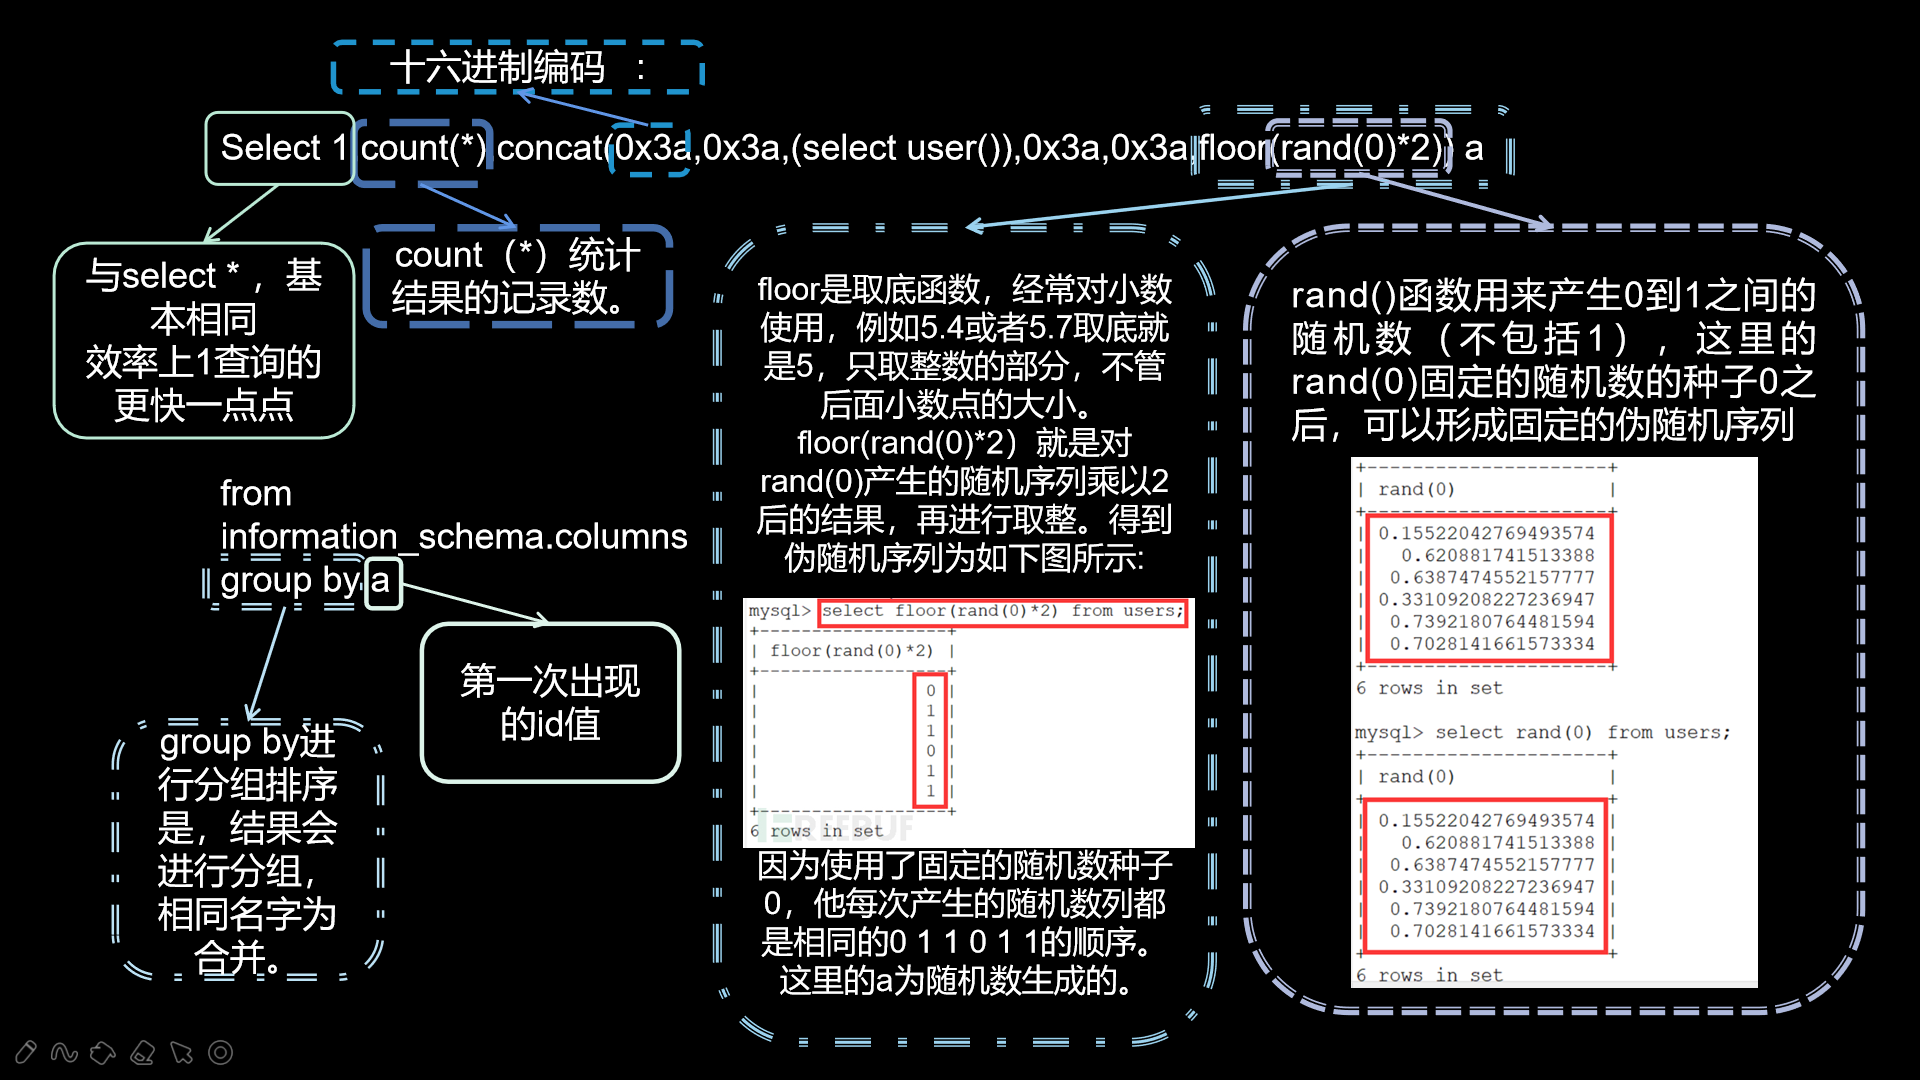 十六进制编码 ：
Select 1 count(*) concat(0x3a,0x3a,(select user()),0x3a,0x3a,floor(rand(0)*2)) a
与select * ，基
本相同
效率上1查询的
更快一点点
count（*）统计
结果的记录数。
from
information_schema.columns
group by a
第一次出现
的id值
group by进
行分组排序
是，结果会
进行分组，
相同名字为
合并。
floor是取底函数，经常对小数
使用，例如5.4或者5.7取底就
是5，只取整数的部分，不管
后面小数点的大小。
floor(rand(0)*2）就是对
rand(0)产生的随机序列乘以2
后的结果，再进行取整。得到
伪随机序列为如下图所示:
mysql> select floor(rand(0)*2) from users;
+-------------------+
| floor(rand(0)*2) |
+-------------------+
| 0 |
| 1 |
| 1 |
| 0 |
| 1 |
| 1 |
+-------------------+
6 rows in set
REEBUF
因为使用了固定的随机数种子
0，他每次产生的随机数列都
是相同的0 1 1 0 1 1的顺序。
这里的a为随机数生成的。
rand()函数用来产生0到1之间的
随机数（不包括1），这里的
rand(0)固定的随机数的种子0之
后，可以形成固定的伪随机序列
+----------------------+
| rand(0) |
+----------------------+
| 0.15522042769493574 |
| 0.620881741513388 |
| 0.6387474552157777 |
| 0.33109208227236947 |
| 0.7392180764481594 |
| 0.7028141661573334 |
+----------------------+
6 rows in set
mysql> select rand(0) from users;
+----------------------+
| rand(0) |
+----------------------+
| 0.15522042769493574 |
| 0.620881741513388 |
| 0.6387474552157777 |
| 0.33109208227236947 |
| 0.7392180764481594 |
| 0.7028141661573334 |
+----------------------+
6 rows in set